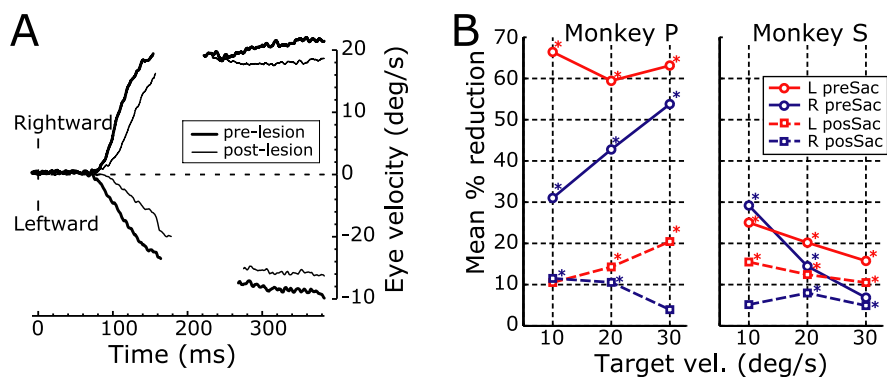 A
Rightward
Leftward
pre-lesion
post-lesion
20
10
0
-20
-10
Eye velocity (deg/s)
0
100
200
300
Time (ms)
B
Monkey P
Monkey S
70
60
50
40
30
20
10
0
Mean % reduction
L preSac
R preSac
L posSac
R posSac
10
20
30
10
20
30
Target vel. (deg/s)